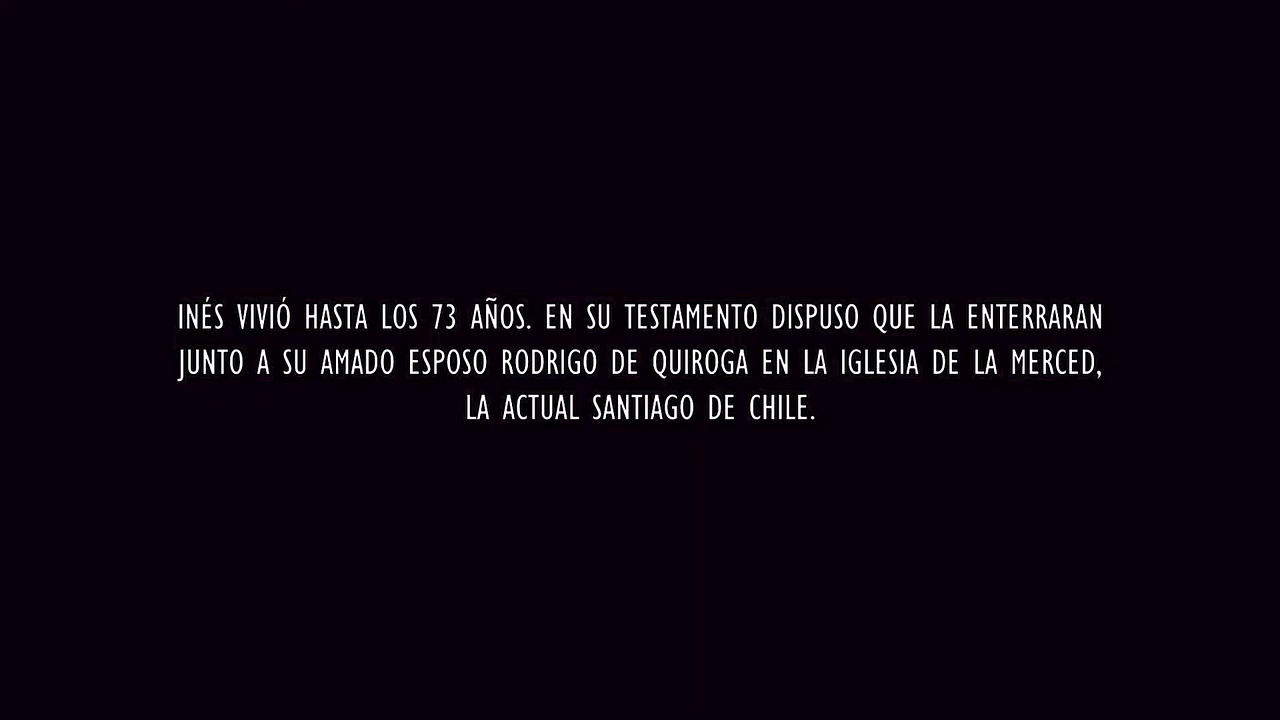 INÉS VIVIÓ HASTA LOS 73 AÑOS. EN SU TESTAMENTO DISPUSO QUE LA ENTERRARAN
JUNTO A SU AMADO ESPOSO RODRIGO DE QUIROGA EN LA IGLESIA DE LA MERCED,
LA ACTUAL SANTIAGO DE CHILE.